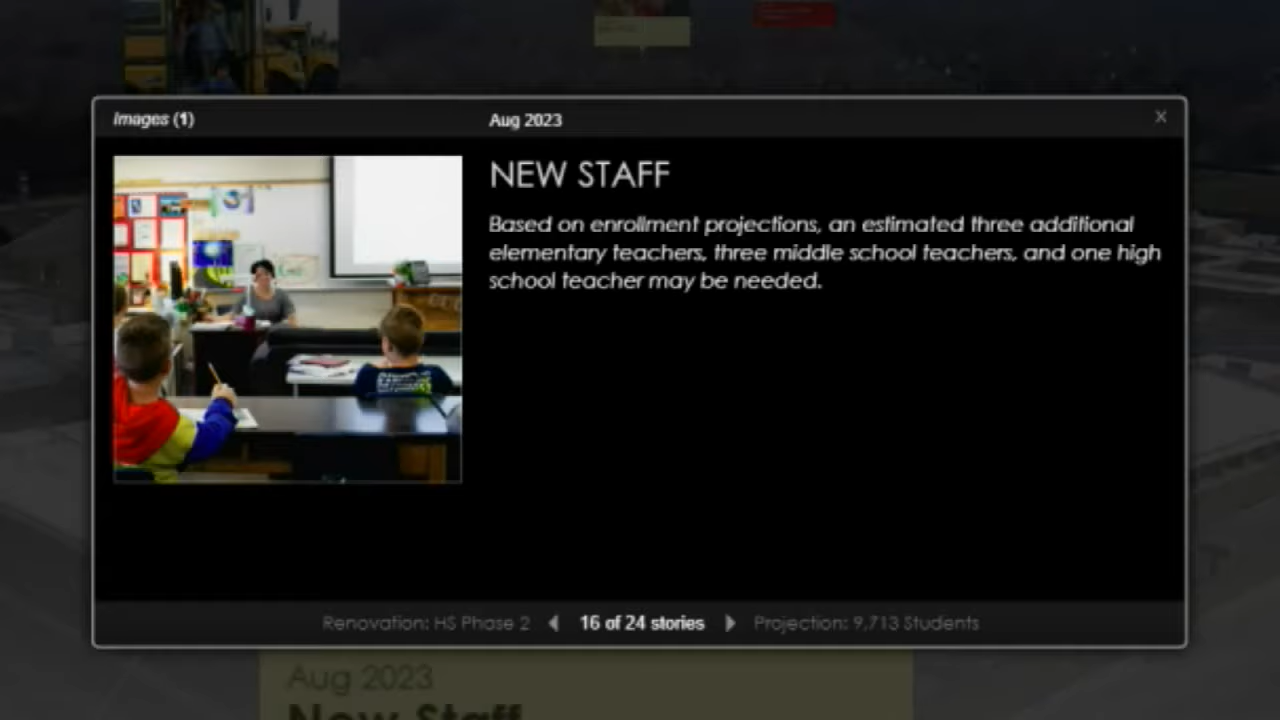 Images (1)
Aug 2023
X
NEW STAFF
Based on enrollment projections, an estimated three additional
elementary teachers, three middle school teachers, and one high
school teacher may be needed.
Renovation: HS Phase 2
16 of 24 stories
Projection: 9,713 Students
Aug 2023
New Staff